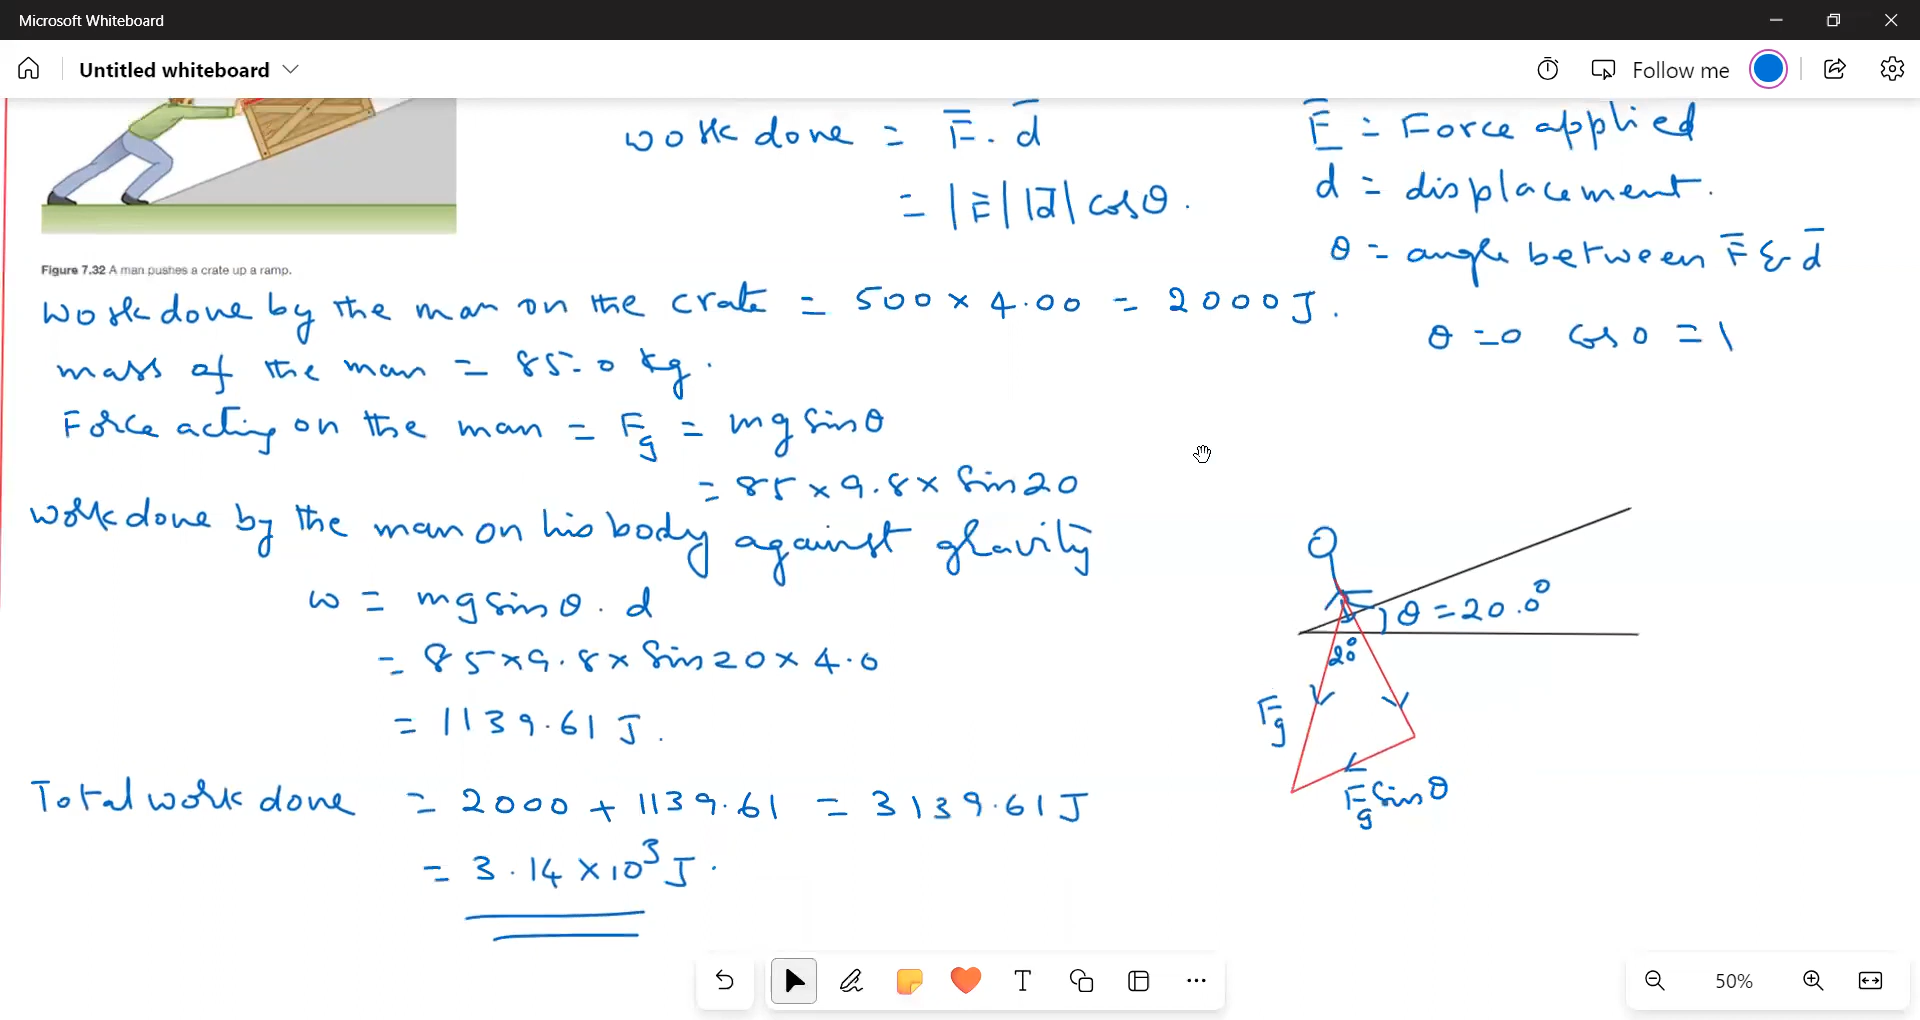 Microsoft Whiteboard
Untitled whiteboard
Follow me
work done = F̅ . d̅
= |F̅| |d̅| cosθ .
F̅ = Force applied
d = displacement .
θ = angle between F̅ & d̅
θ = 0 cos 0 = 1
Figure 7.32 A man pushes a crate up a ramp.
work done by the man on the crate = 500 × 4.00 = 2000 J .
mass of the man = 85.0 kg .
Force acting on the man = Fg = mg sinθ
= 85 × 9.8 × sin 20
work done by the man on his body against gravity
w = mg sinθ . d
= 85 × 9.8 × sin 20 × 4.0
= 1139.61 J .
Total work done = 2000 + 1139.61 = 3139.61 J
= 3.14 × 10³ J .
θ = 20.0°
20°
Fg
Fg sinθ
50%